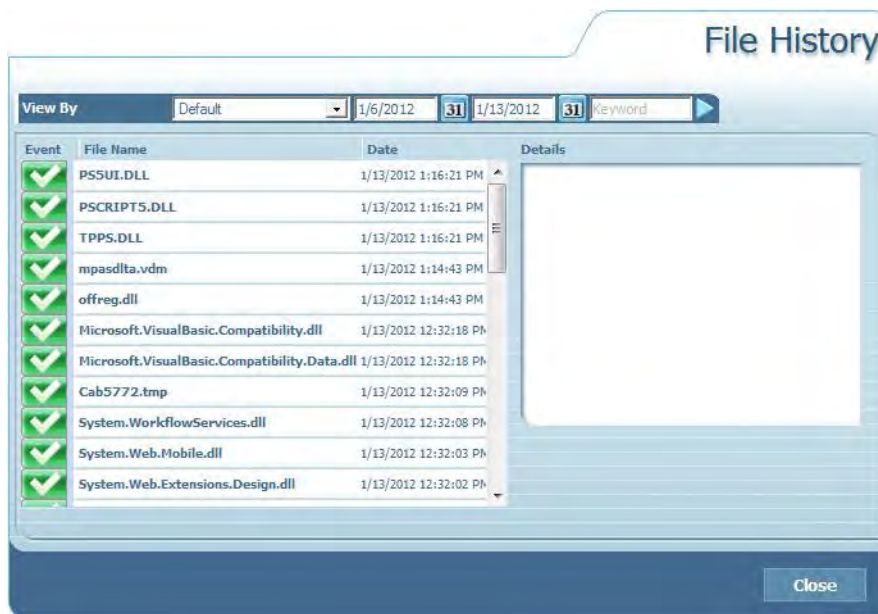 File History
View By Default 1/6/2012 31 1/13/2012 31 Keyword
Event File Name Date Details
PS5UI.DLL 1/13/2012 1:16:21 PM
PSCRIPT5.DLL 1/13/2012 1:16:21 PM
TPPS.DLL 1/13/2012 1:16:21 PM
mpasdlta.vdm 1/13/2012 1:14:43 PM
offreg.dll 1/13/2012 1:14:43 PM
Microsoft.VisualBasic.Compatibility.dll 1/13/2012 12:32:18 PM
Microsoft.VisualBasic.Compatibility.Data.dll 1/13/2012 12:32:18 PM
Cab5772.tmp 1/13/2012 12:32:09 PM
System.WorkflowServices.dll 1/13/2012 12:32:08 PM
System.Web.Mobile.dll 1/13/2012 12:32:03 PM
System.Web.Extensions.Design.dll 1/13/2012 12:32:02 PM
Close